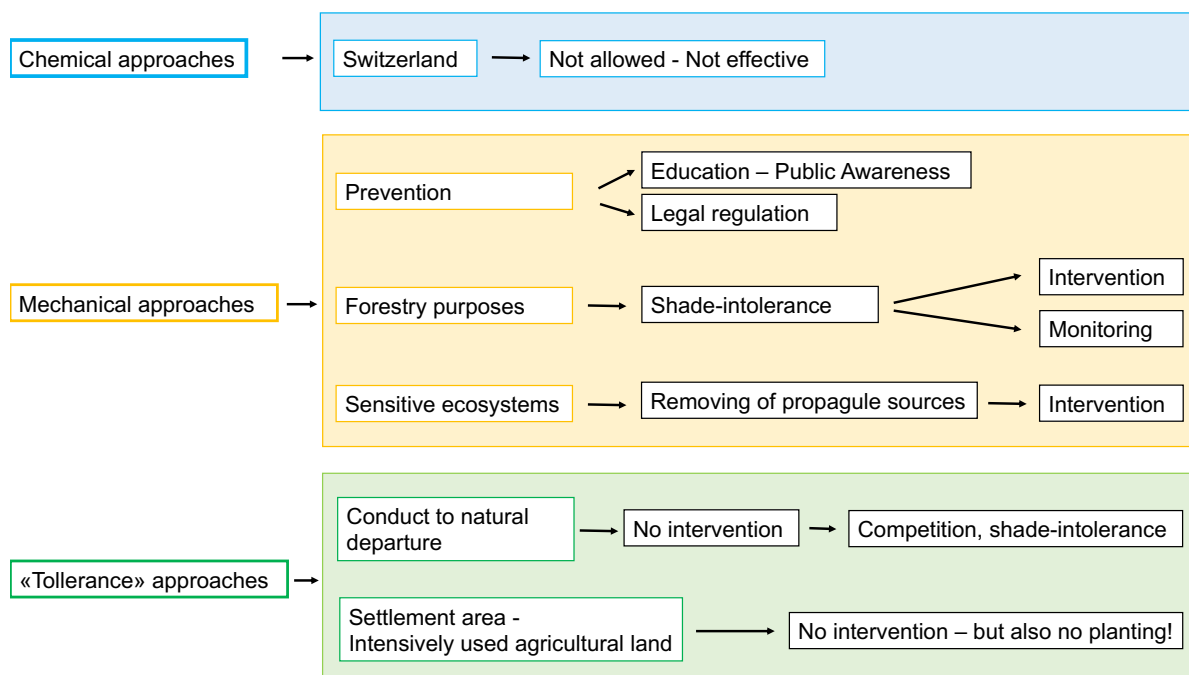 Chemical approaches
Switzerland
Not allowed - Not effective
Mechanical approaches
Prevention
Education – Public Awareness
Legal regulation
Forestry purposes
Shade-intolerance
Intervention
Monitoring
Sensitive ecosystems
Removing of propagule sources
Intervention
«Tollerance» approaches
Conduct to natural
departure
No intervention
Competition, shade-intolerance
Settlement area -
Intensively used agricultural land
No intervention – but also no planting!